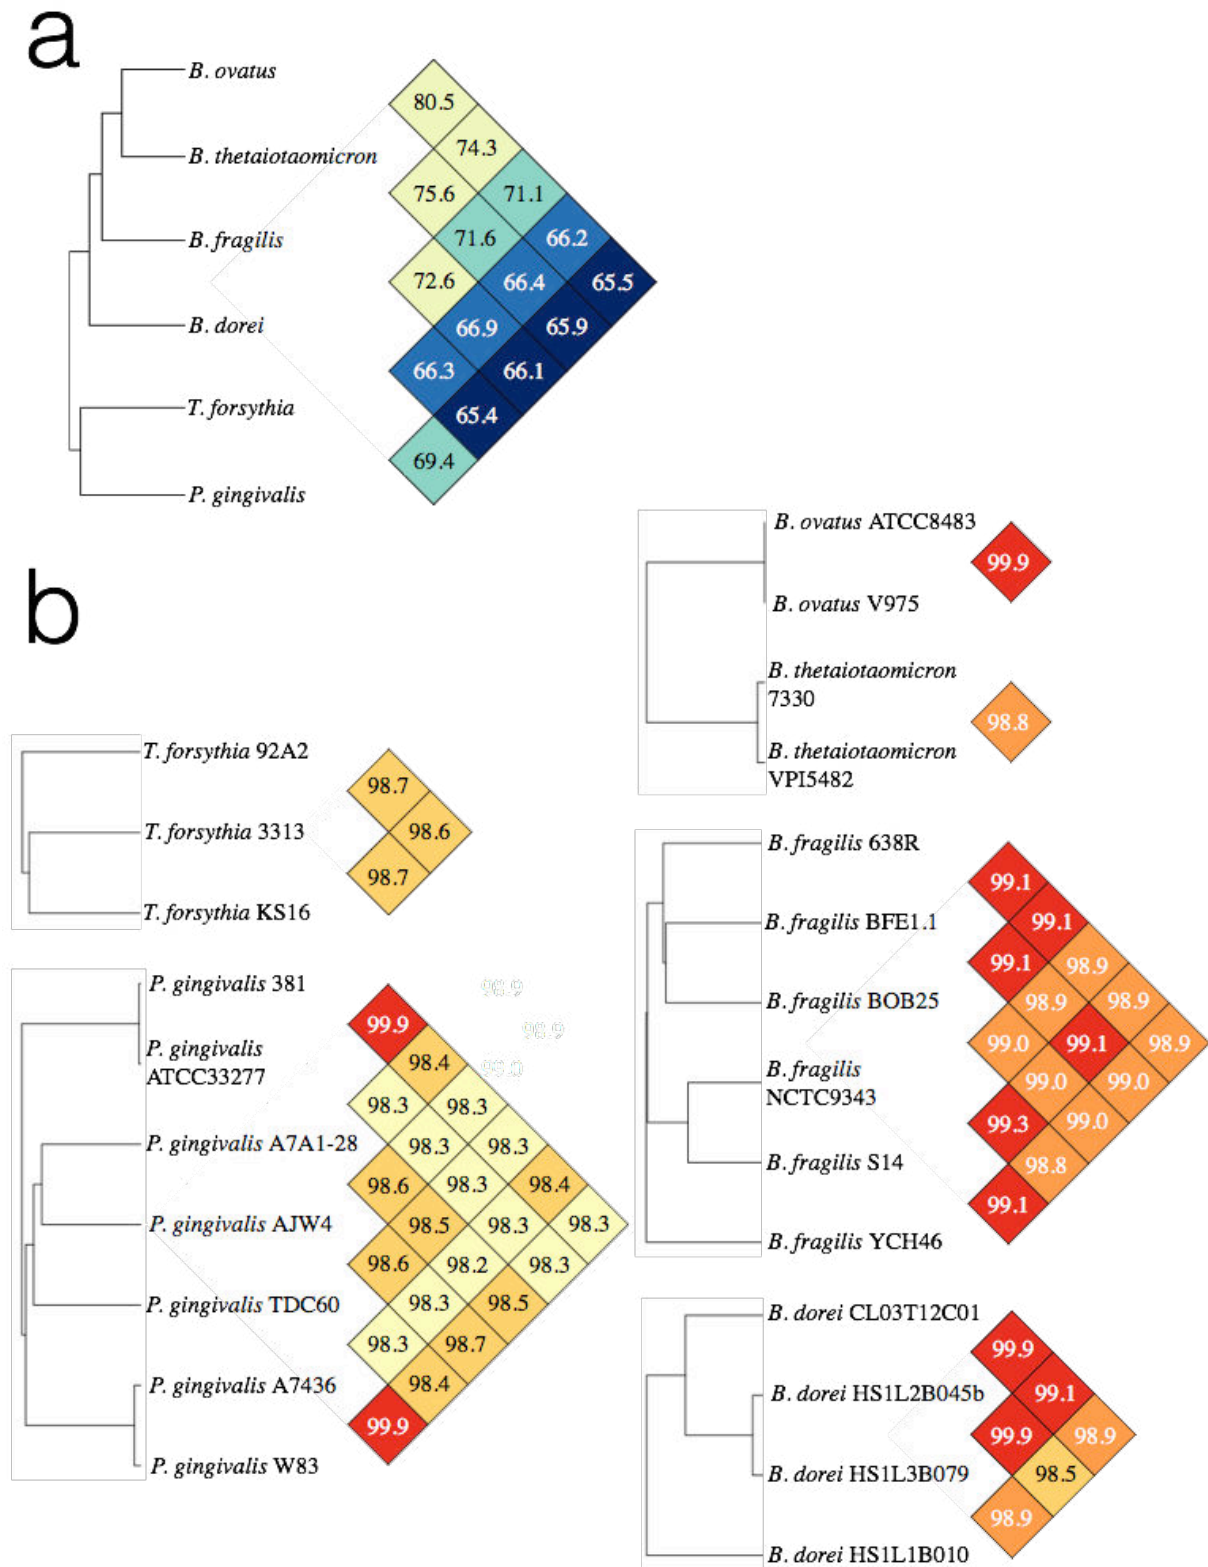 a
B. ovatus
80.5
74.3
B. thetaiotaomicron
75.6
71.1
B. fragilis
71.6
66.2
72.6
66.4
65.5
B. dorei
66.9
65.9
66.3
66.1
T. forsythia
65.4
69.4
P. gingivalis
b
B. ovatus ATCC8483
99.9
B. ovatus V975
B. thetaiotaomicron
7330
98.8
B. thetaiotaomicron
VPI5482
T. forsythia 92A2
98.7
T. forsythia 3313
98.6
98.7
T. forsythia KS16
P. gingivalis 381
99.9
98.9
98.9
P. gingivalis
ATCC33277
98.4
99.0
98.3
98.3
P. gingivalis A7A1-28
98.3
98.3
98.6
98.3
98.4
P. gingivalis AJW4
98.5
98.3
98.3
98.6
98.2
98.3
P. gingivalis TDC60
98.3
98.5
98.3
98.7
P. gingivalis A7436
98.4
99.9
P. gingivalis W83
B. fragilis 638R
99.1
B. fragilis BFE1.1
99.1
99.1
98.9
B. fragilis BOB25
98.9
98.9
99.0
99.1
98.9
B. fragilis
NCTC9343
99.0
99.0
99.3
99.0
B. fragilis S14
98.8
99.1
B. fragilis YCH46
B. dorei CL03T12C01
99.9
B. dorei HS1L2B045b
99.1
99.9
98.9
B. dorei HS1L3B079
98.5
98.9
B. dorei HS1L1B010